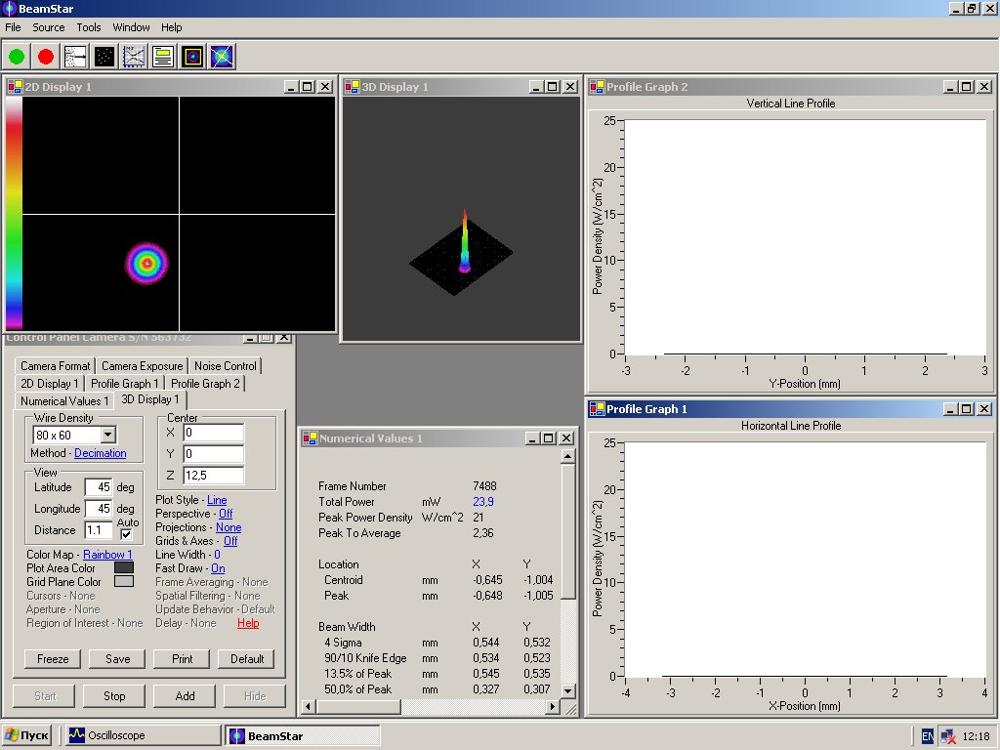 BeamStar
File Source Tools Window Help
2D Display 1
3D Display 1
Profile Graph 2
Vertical Line Profile
25
20
15
10
5
0
Power Density (W/cm^2)
-3 -2 -1 0 1 2 3
Y-Position (mm)
Control Panel Camera S/N S63732
Camera Format Camera Exposure Noise Control
2D Display 1 Profile Graph 1 Profile Graph 2
Numerical Values 1 3D Display 1
Wire Density
80 x 60
Method - Decimation
Center
X 0
Y 0
Z 12,5
View
Latitude 45 deg
Longitude 45 deg
Distance 1.1 Auto
Plot Style - Line
Perspective - Off
Projections - None
Grids & Axes - Off
Color Map - Rainbow 1 Line Width - 0
Plot Area Color Fast Draw - On
Grid Plane Color Frame Averaging - None
Cursors - None Spatial Filtering - None
Aperture - None Update Behavior - Default
Region of Interest - None Delay - None Help
Freeze Save Print Default
Start Stop Add Hide
Numerical Values 1
Frame Number 7488
Total Power mW 23,9
Peak Power Density W/cm^2 21
Peak To Average 2,36
Location X Y
Centroid mm -0,645 -1,004
Peak mm -0,648 -1,005
Beam Width X Y
4 Sigma mm 0,544 0,532
90/10 Knife Edge mm 0,534 0,523
13.5% of Peak mm 0,545 0,535
50,0% of Peak mm 0,327 0,307
Profile Graph 1
Horizontal Line Profile
25
20
15
10
5
0
Power Density (W/cm^2)
-4 -3 -2 -1 0 1 2 3 4
X-Position (mm)
Пуск Oscilloscope BeamStar EN 12:18